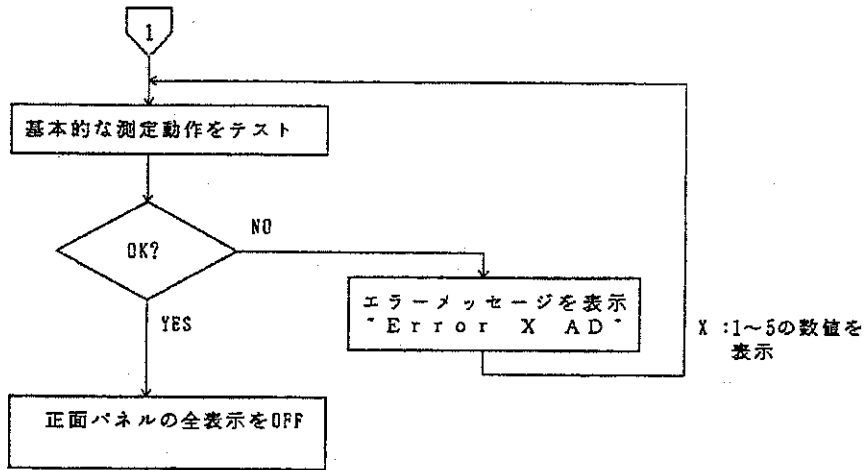 1
基本的な測定動作をテスト
OK?
NO
YES
エラーメッセージを表示
"Error X AD"
X :1～5の数値を
表示
正面パネルの全表示をOFF